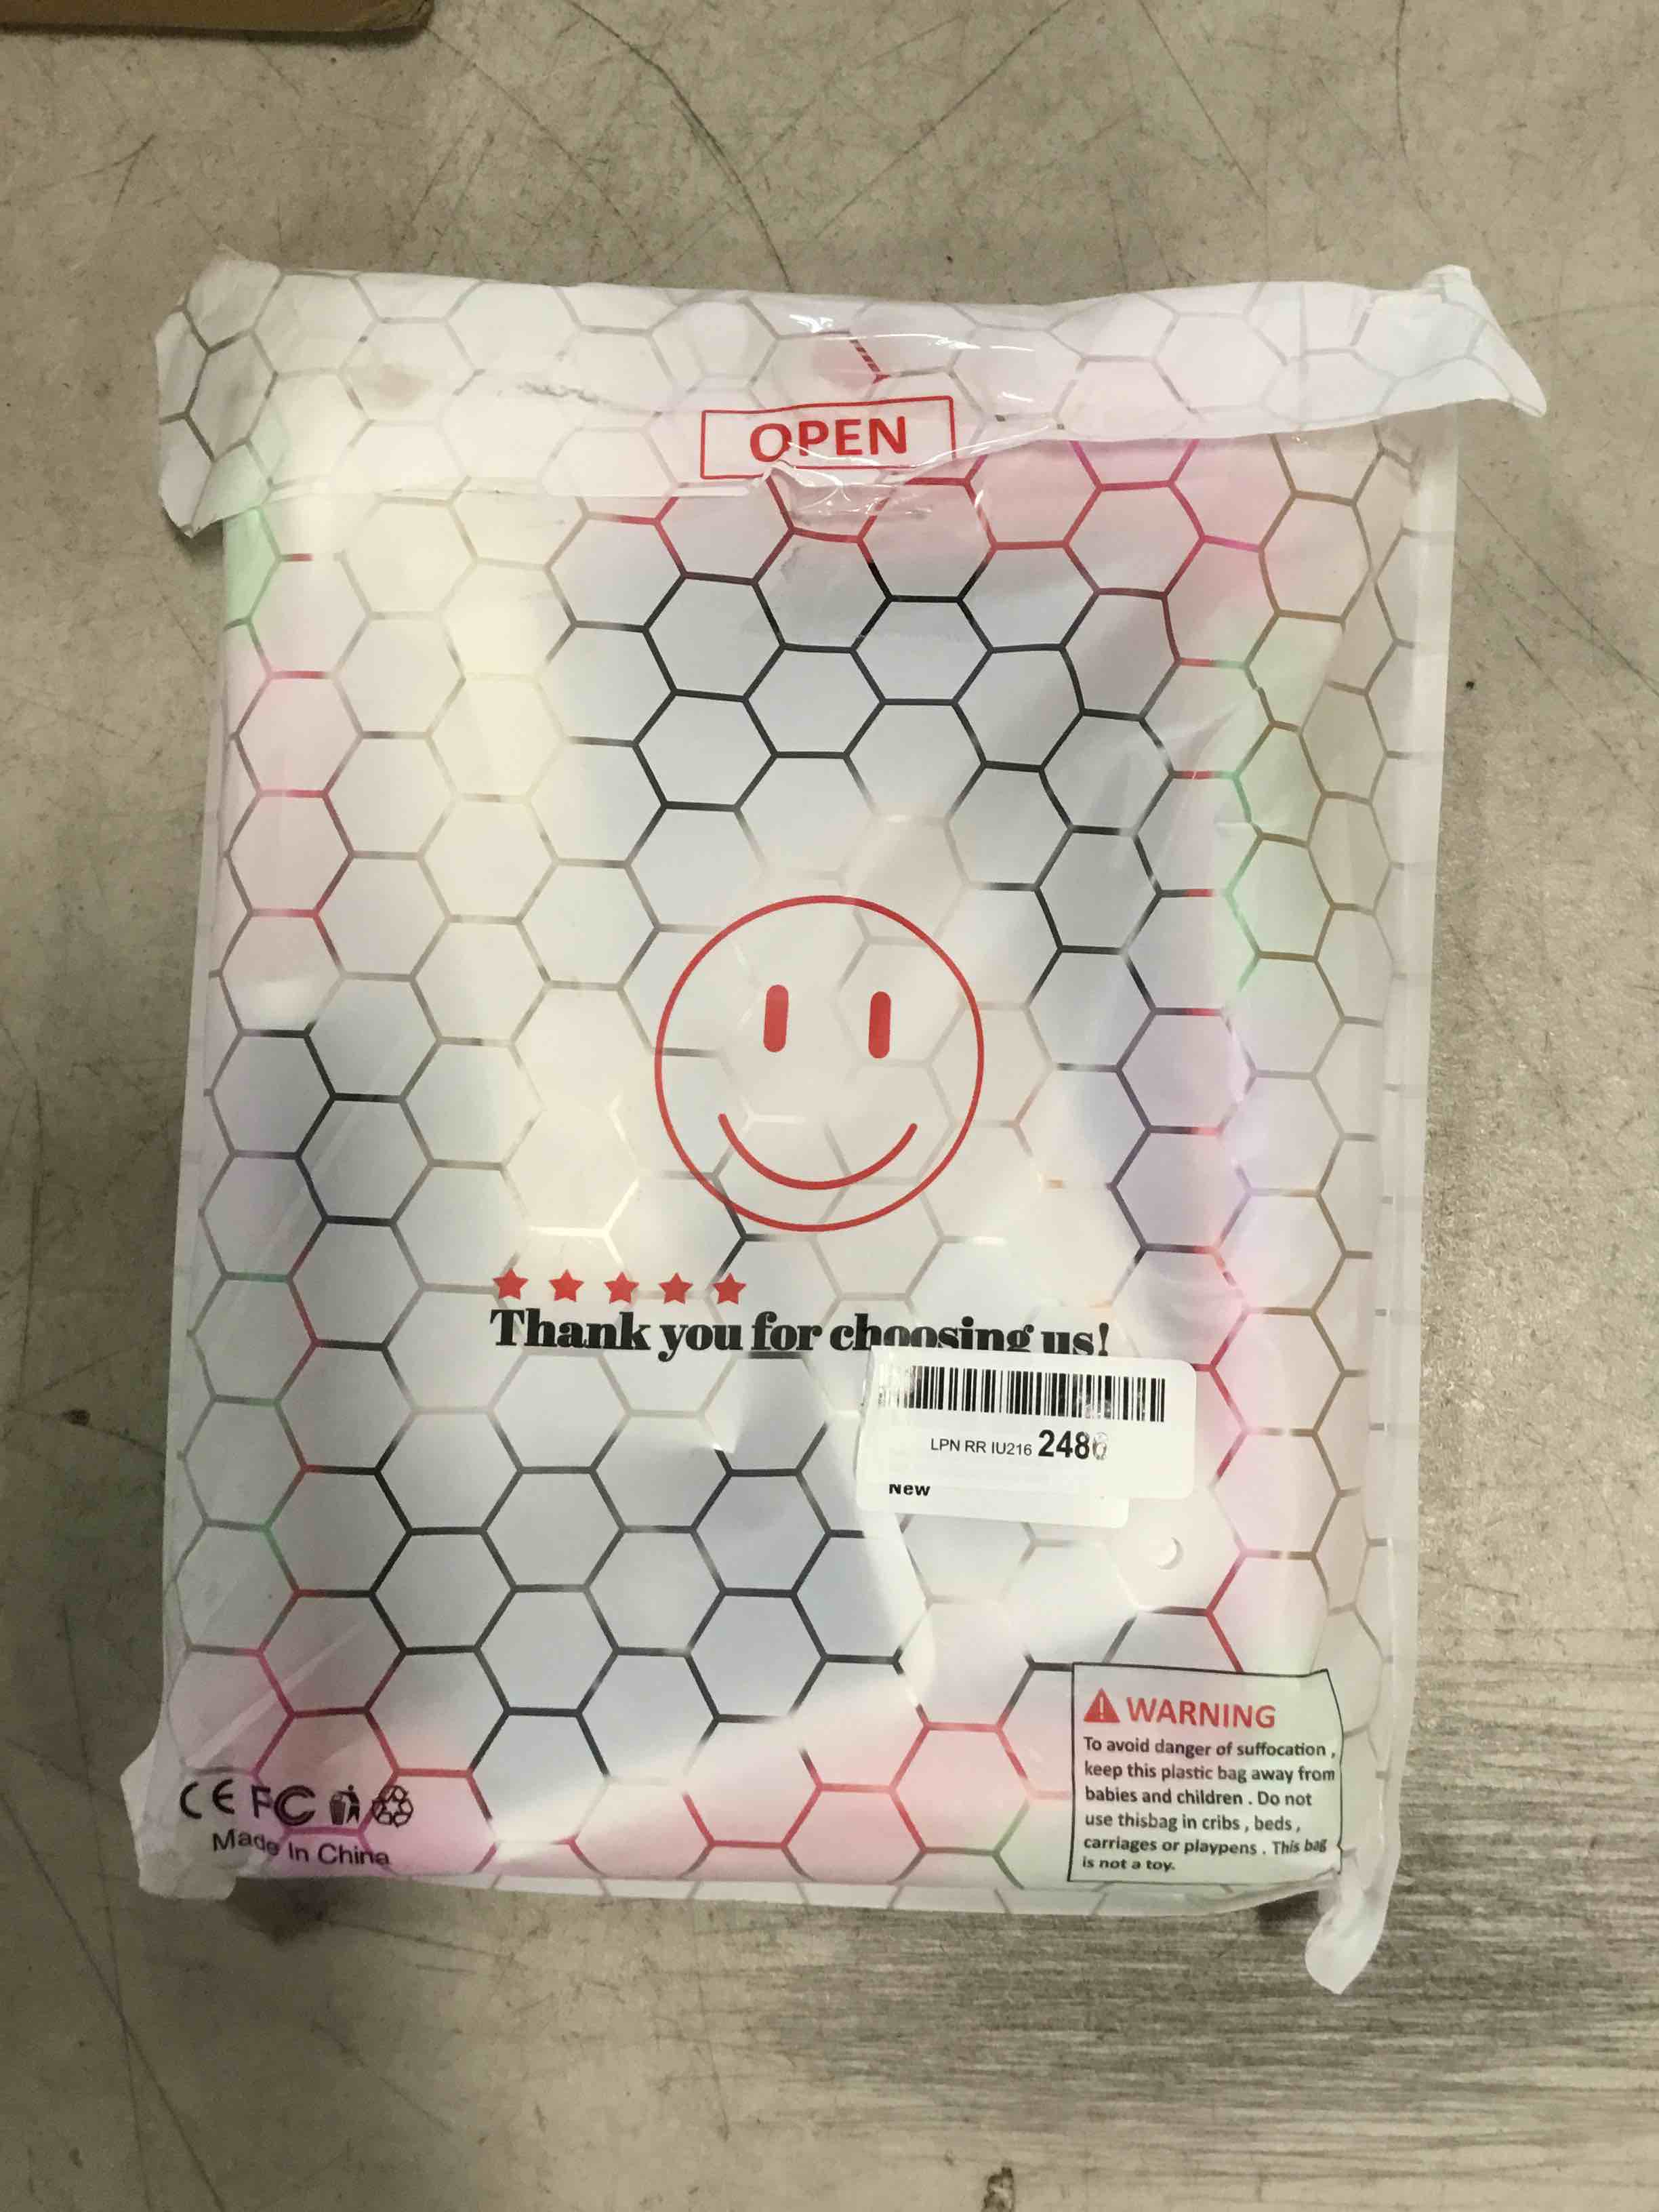 OPEN
Thank you for choosing us!
LPN RR IU216 248
New
CE FC
Made In China
WARNING
To avoid danger of suffocation ,
keep this plastic bag away from
babies and children . Do not
use thisbag in cribs , beds ,
carriages or playpens . This bag
is not a toy.